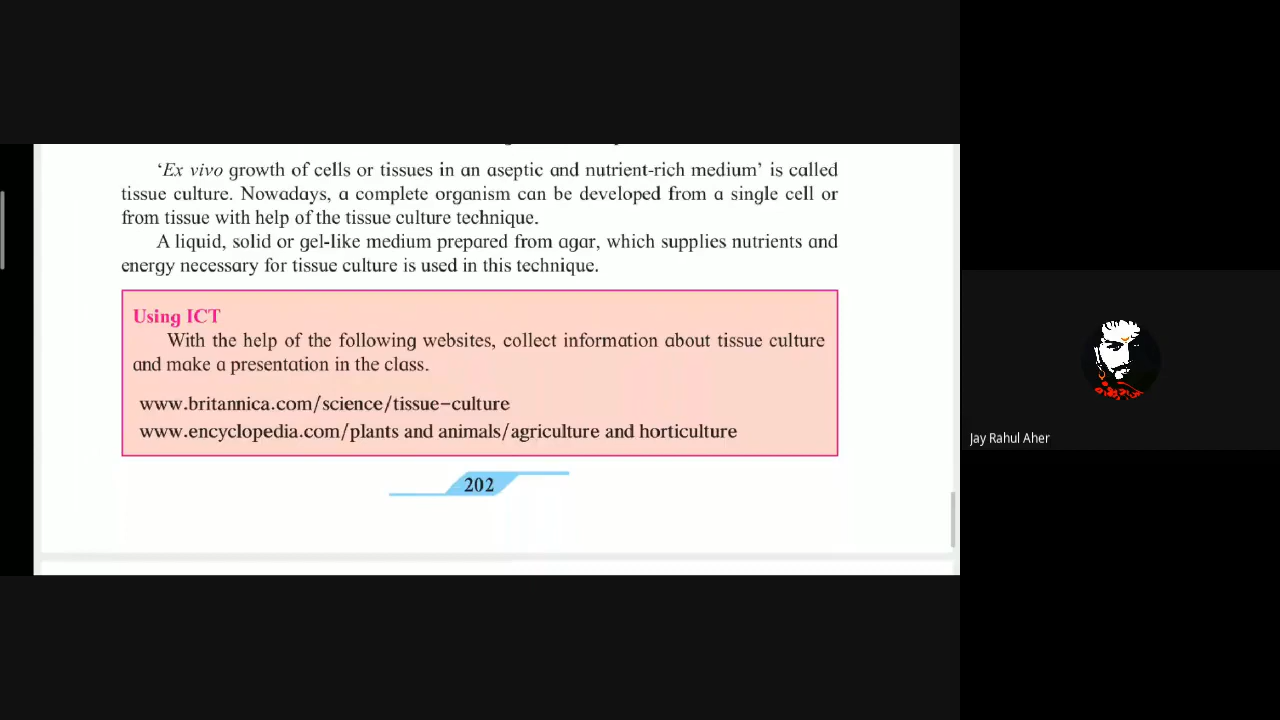 ‘Ex vivo growth of cells or tissues in an aseptic and nutrient-rich medium’ is called
tissue culture. Nowadays, a complete organism can be developed from a single cell or
from tissue with help of the tissue culture technique.
A liquid, solid or gel-like medium prepared from agar, which supplies nutrients and
energy necessary for tissue culture is used in this technique.
Using ICT
With the help of the following websites, collect information about tissue culture
and make a presentation in the class.
www.britannica.com/science/tissue-culture
www.encyclopedia.com/plants and animals/agriculture and horticulture
202
Jay Rahul Aher